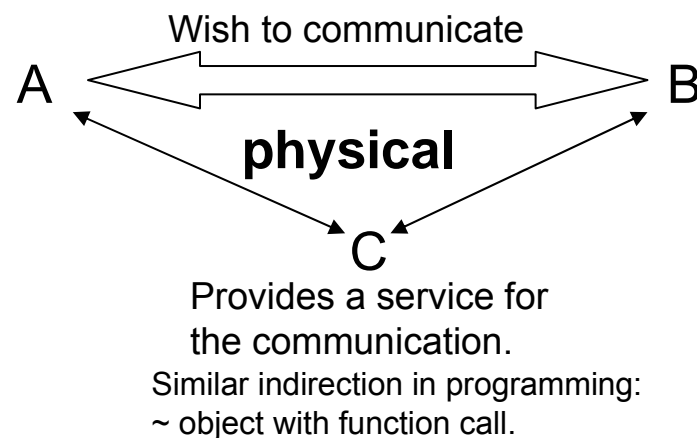 Wish to communicate
A
B
physical
C
Provides a service for
the communication.
Similar indirection in programming:
~ object with function call.